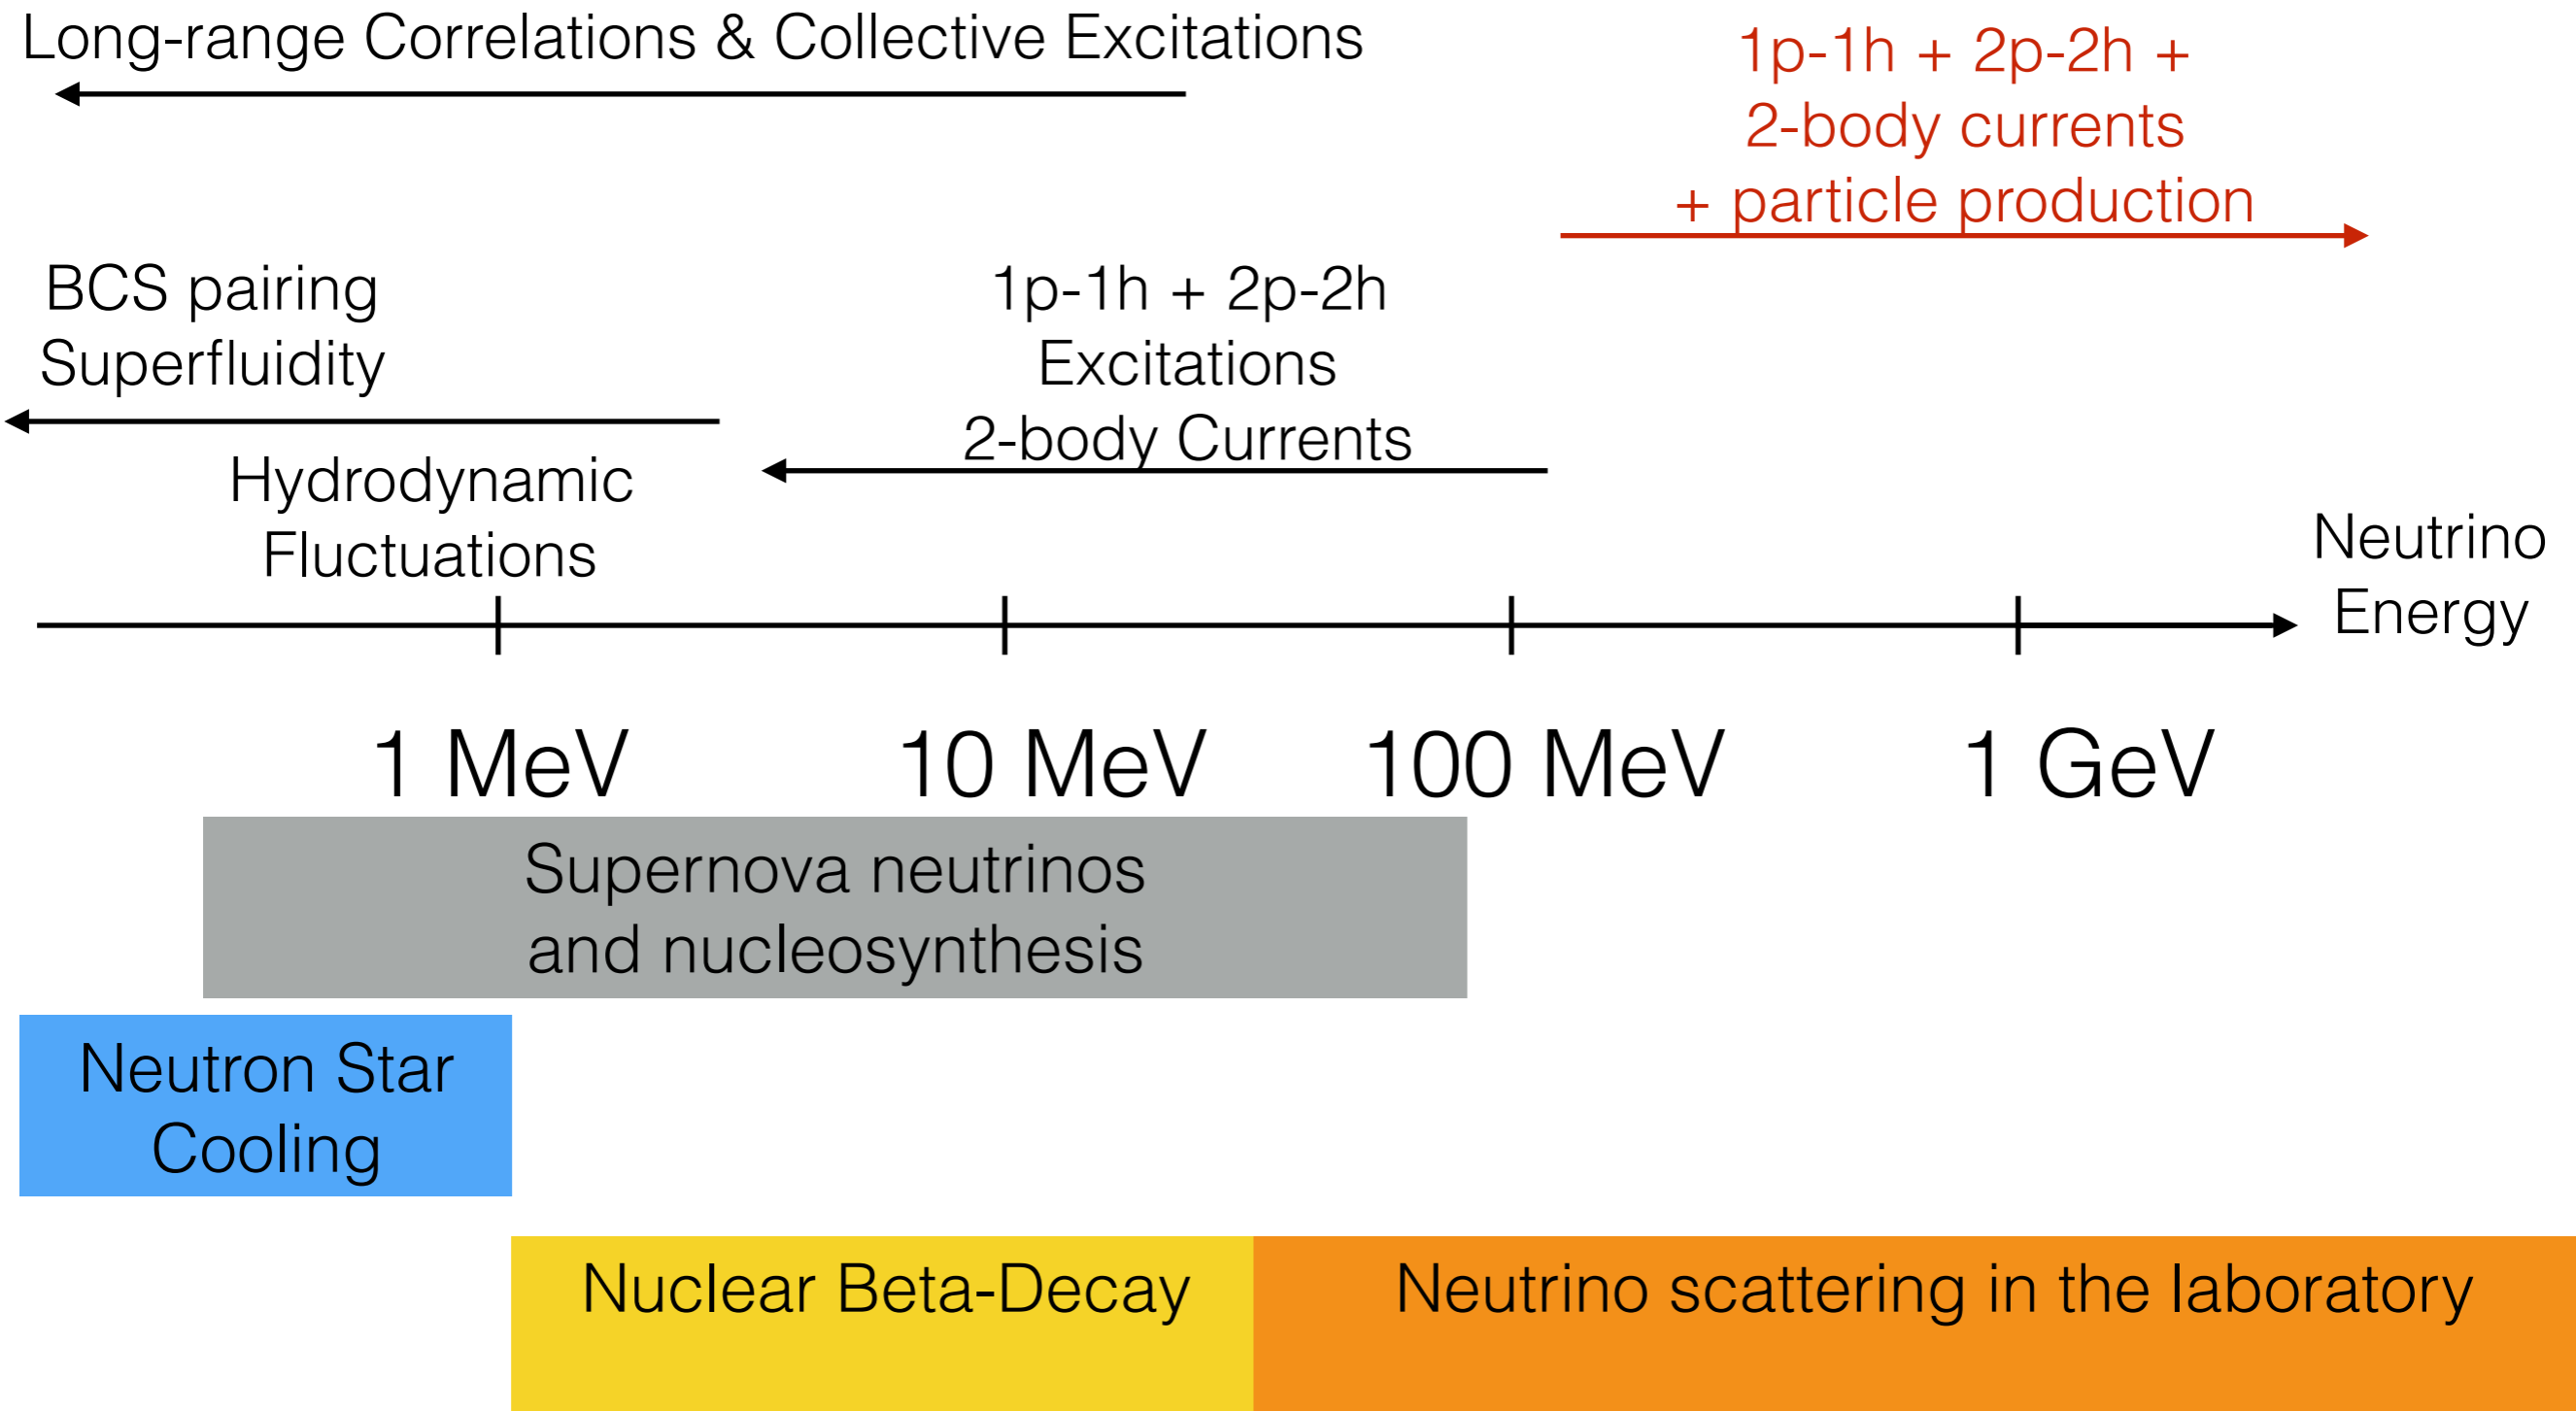 Long-range Correlations & Collective Excitations
1p-1h + 2p-2h +
2-body currents
+ particle production
BCS pairing
Superfluidity
1p-1h + 2p-2h
Excitations
2-body Currents
Hydrodynamic
Fluctuations
Neutrino
Energy
1 MeV
10 MeV
100 MeV
1 GeV
Supernova neutrinos
and nucleosynthesis
Neutron Star
Cooling
Nuclear Beta-Decay
Neutrino scattering in the laboratory